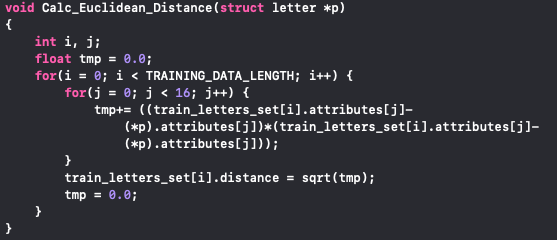 void Calc_Euclidean_Distance(struct letter *p)
{
    int i, j;
    float tmp = 0.0;
    for(i = 0; i < TRAINING_DATA_LENGTH; i++) {
        for(j = 0; j < 16; j++) {
            tmp+= ((train_letters_set[i].attributes[j]-
                (*p).attributes[j])*(train_letters_set[i].attributes[j]-
                (*p).attributes[j]));
        }
        train_letters_set[i].distance = sqrt(tmp);
        tmp = 0.0;
    }
}